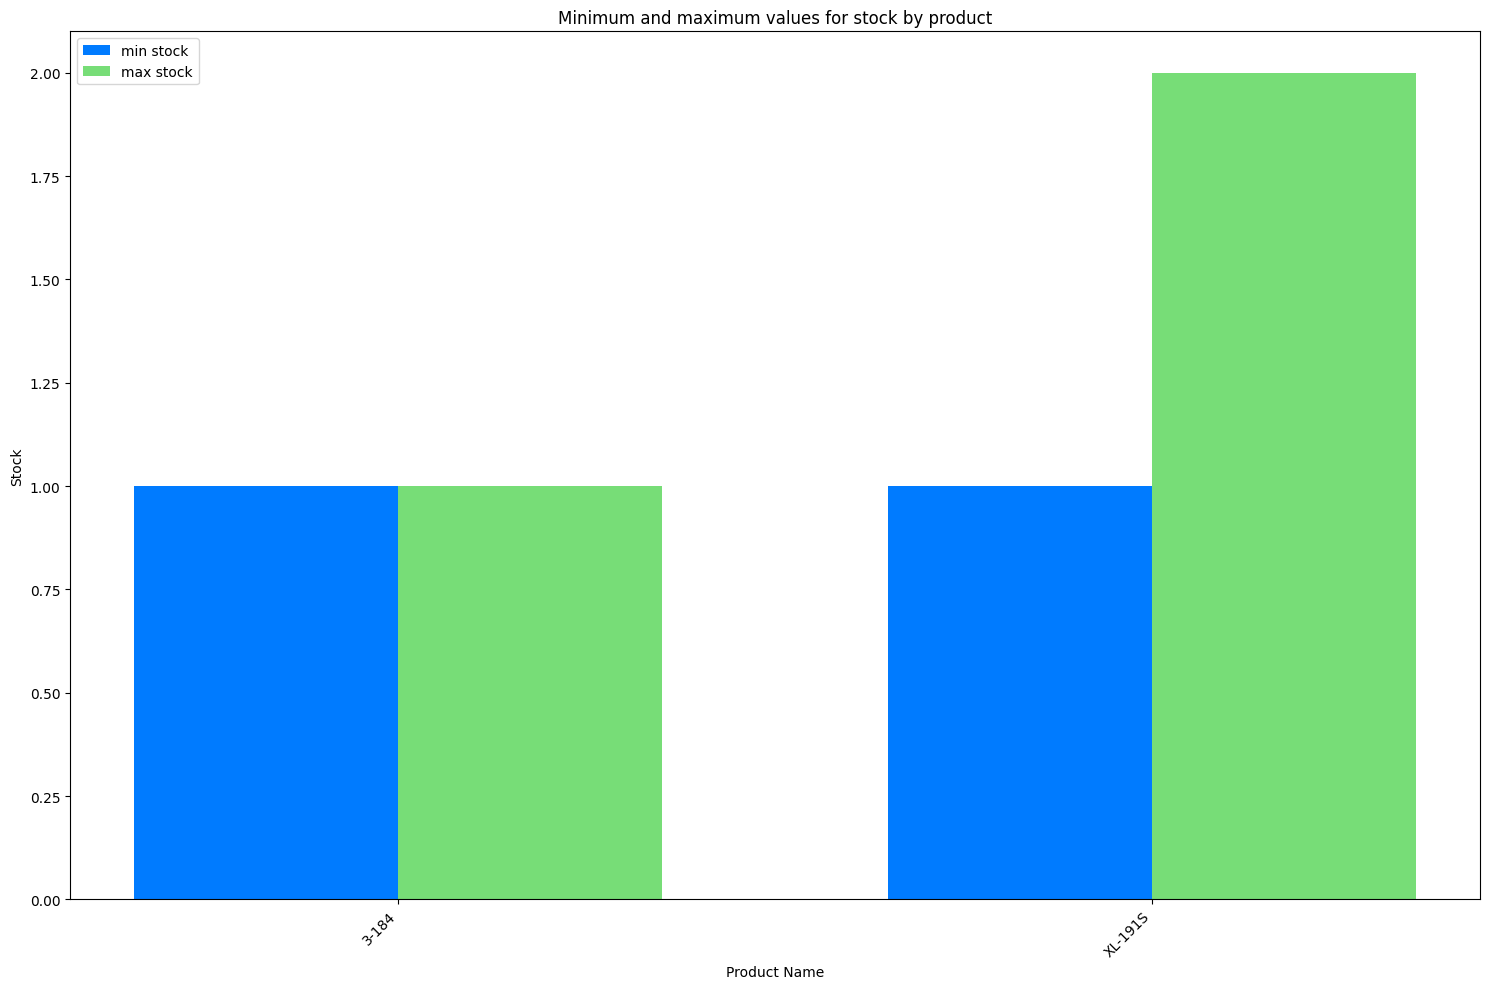 Minimum and maximum values for stock by product
min stock
max stock
2.00
1.75
1.50
1.25
1.00
0.75
0.50
0.25
0.00
Stock
3-184
XL-191S
Product Name